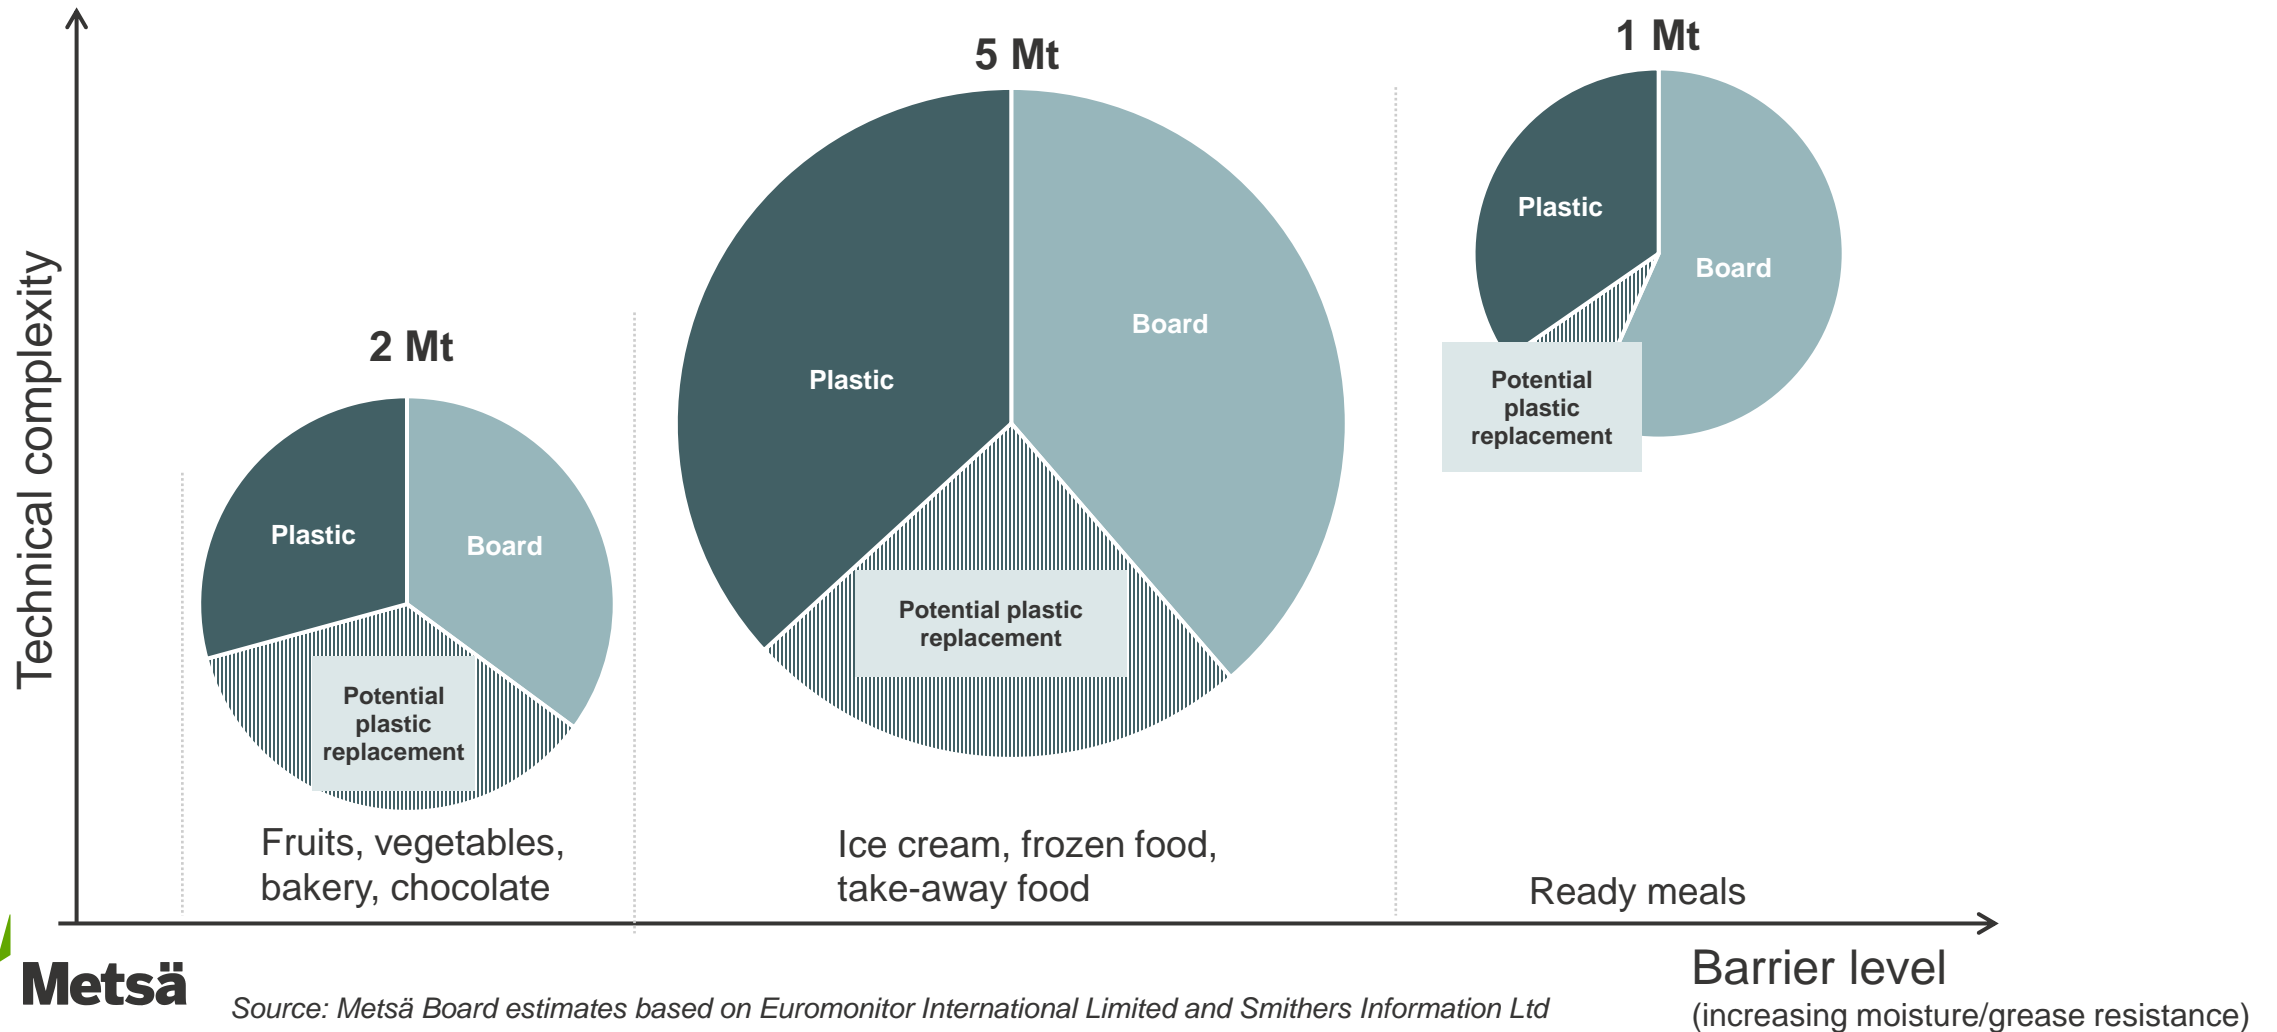 Technical complexity
2 Mt
Plastic
Board
Potential
plastic
replacement
Fruits, vegetables,
bakery, chocolate
5 Mt
Plastic
Board
Potential plastic
replacement
Ice cream, frozen food,
take-away food
1 Mt
Plastic
Board
Potential
plastic
replacement
Ready meals
Barrier level
(increasing moisture/grease resistance)
Metsä
Source: Metsä Board estimates based on Euromonitor International Limited and Smithers Information Ltd